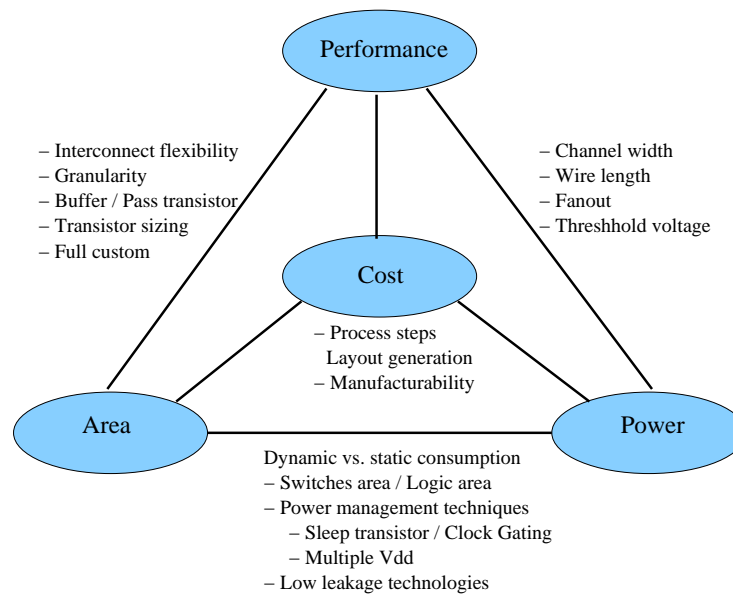 Performance
– Interconnect flexibility
– Granularity
– Buffer / Pass transistor
– Transistor sizing
– Full custom
– Channel width
– Wire length
– Fanout
– Threshhold voltage
Cost
– Process steps
Layout generation
– Manufacturability
Area
Power
Dynamic vs. static consumption
– Switches area / Logic area
– Power management techniques
– Sleep transistor / Clock Gating
– Multiple Vdd
– Low leakage technologies